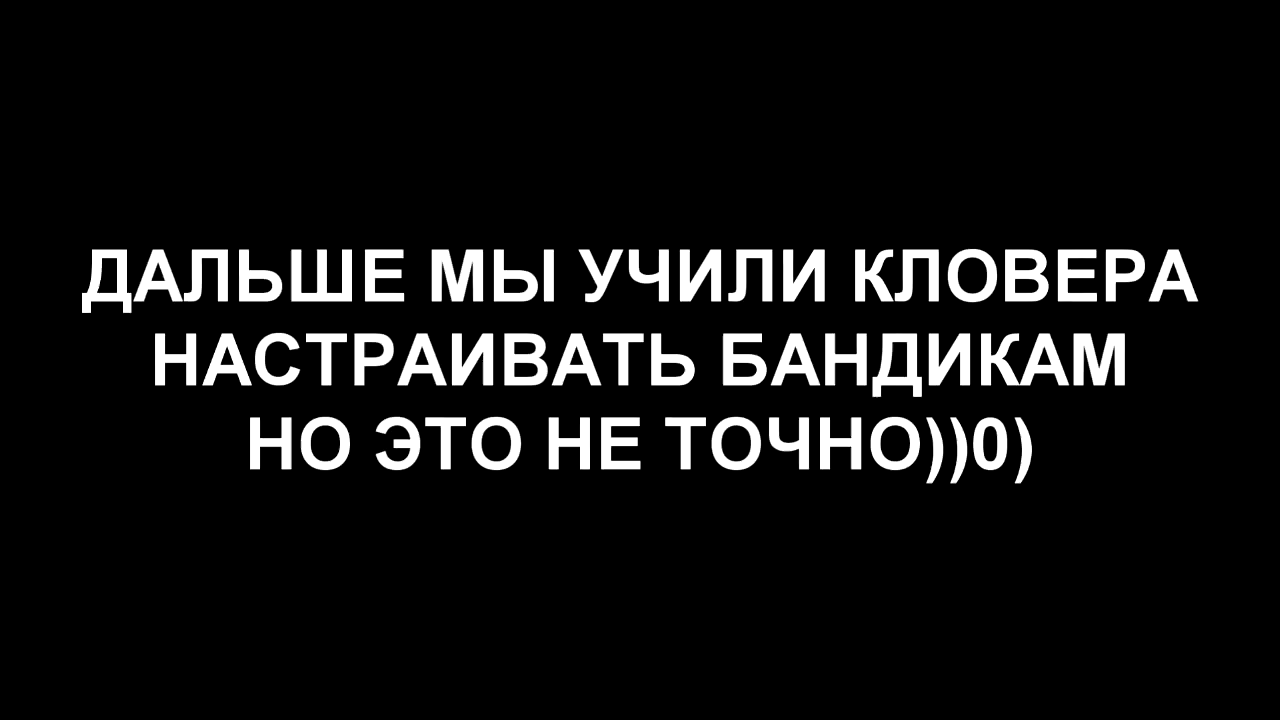 ДАЛЬШЕ МЫ УЧИЛИ КЛОВЕРА
НАСТРАИВАТЬ БАНДИКАМ
НО ЭТО НЕ ТОЧНО))0)